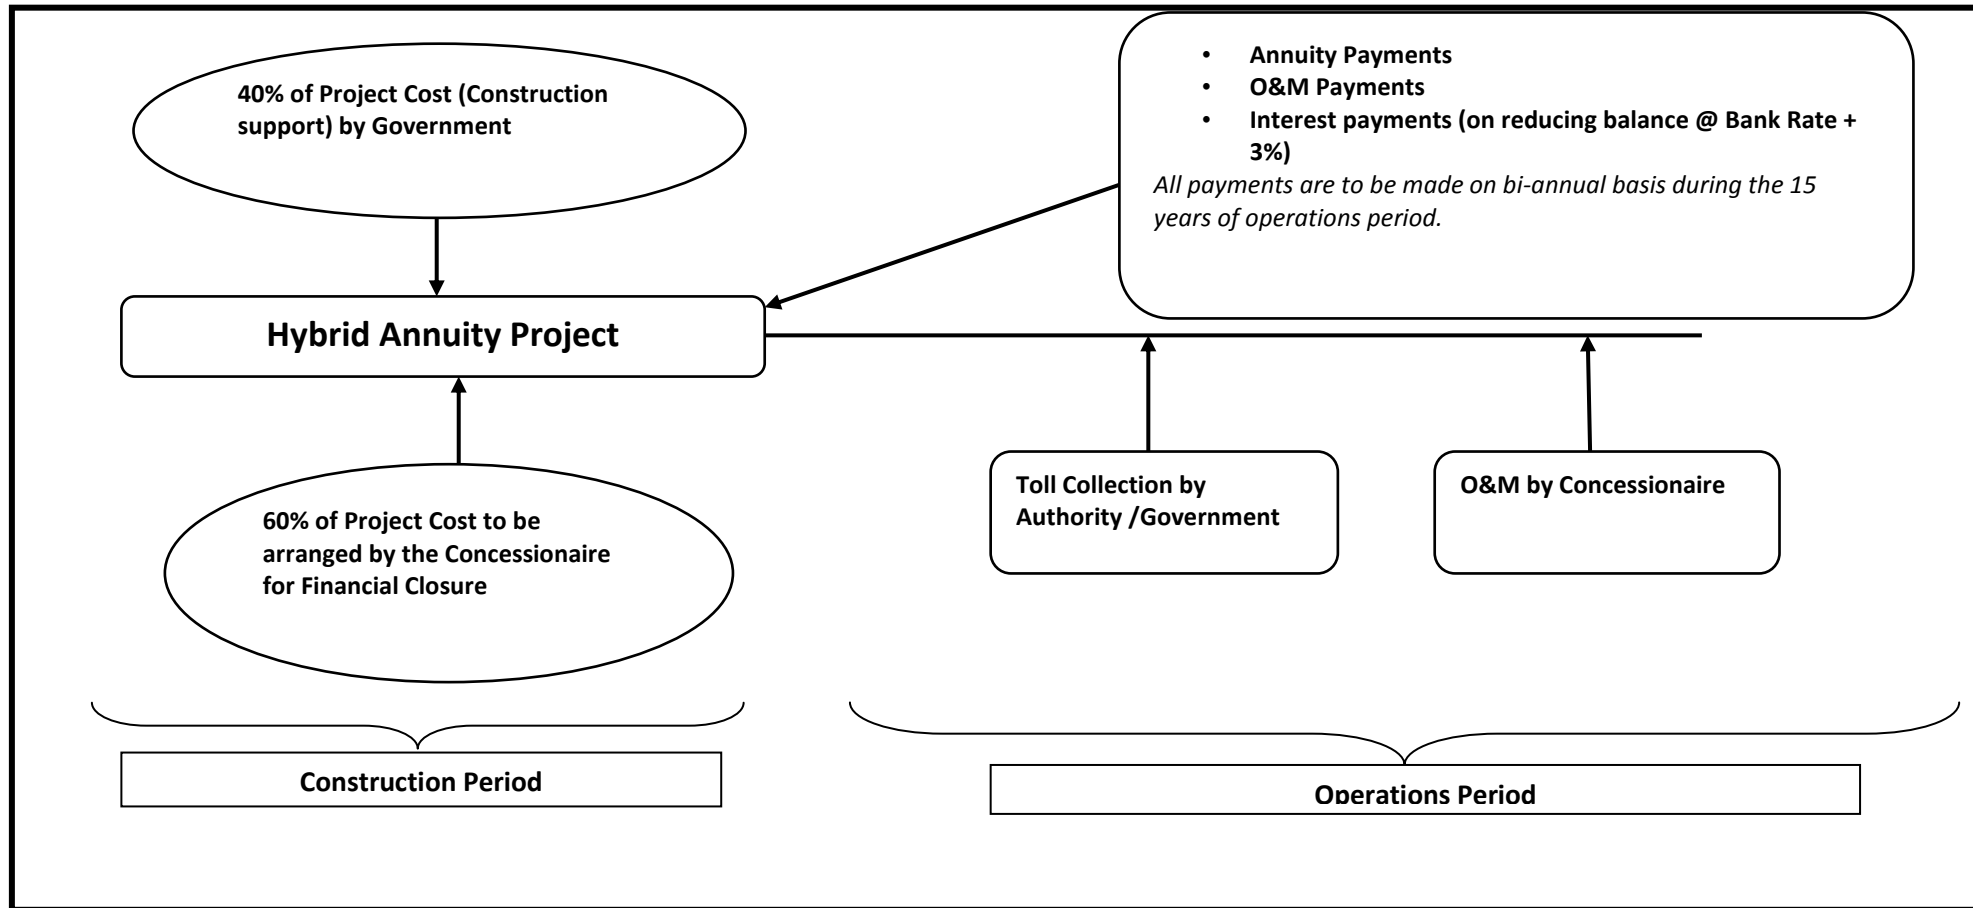 40% of Project Cost (Construction
support) by Government
• Annuity Payments
• O&M Payments
• Interest payments (on reducing balance @ Bank Rate +
3%)
All payments are to be made on bi-annual basis during the 15
years of operations period.
Hybrid Annuity Project
60% of Project Cost to be
arranged by the Concessionaire
for Financial Closure
Toll Collection by
Authority /Government
O&M by Concessionaire
Construction Period
Operations Period